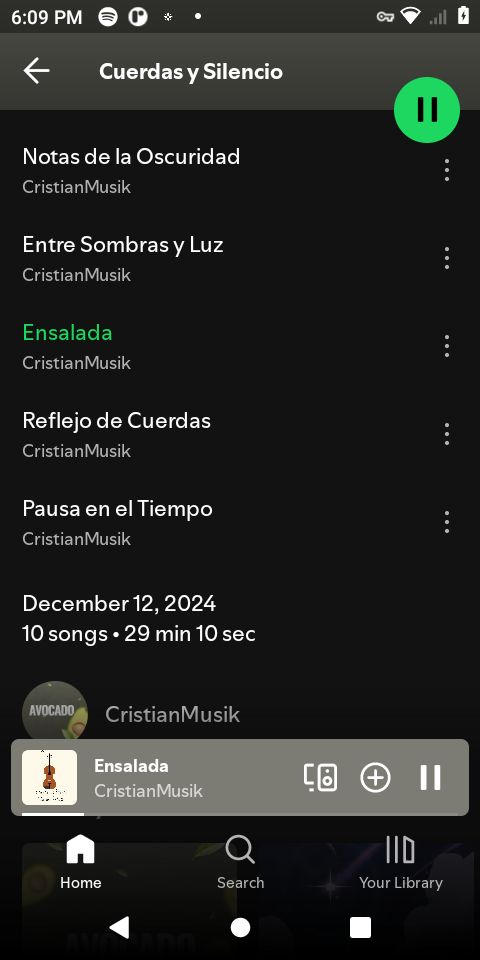 6:09 PM
Cuerdas y Silencio
Notas de la Oscuridad
CristianMusik
Entre Sombras y Luz
CristianMusik
Ensalada
CristianMusik
Reflejo de Cuerdas
CristianMusik
Pausa en el Tiempo
CristianMusik
December 12, 2024
10 songs • 29 min 10 sec
AVOCADO
CristianMusik
Ensalada
CristianMusik
Home
Search
Your Library
AVOCADO